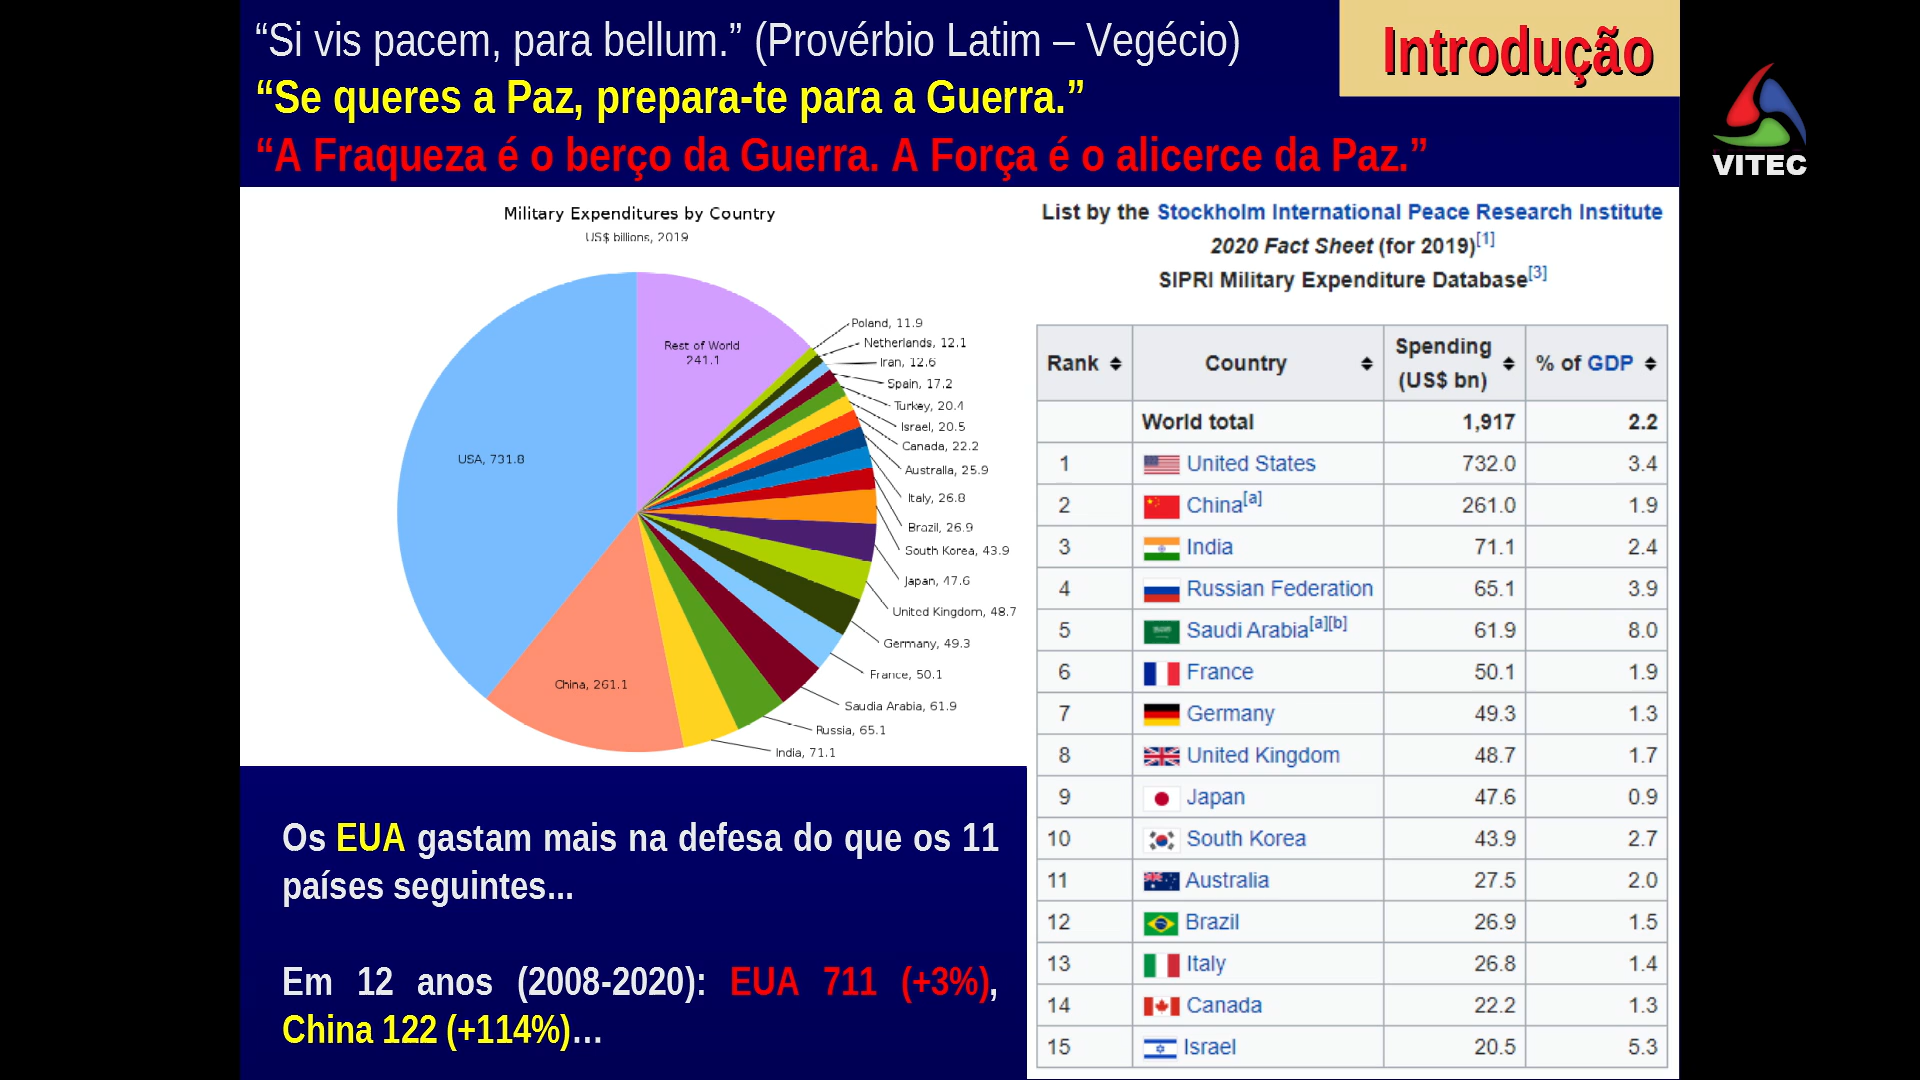 “Si vis pacem, para bellum.” (Provérbio Latim – Vegécio)
“Se queres a Paz, prepara-te para a Guerra.”
“A Fraqueza é o berço da Guerra. A Força é o alicerce da Paz.”
Introdução
VITEC
Military Expenditures by Country
US$ billions, 2019
Rest of World
241.1
Poland, 11.9
Netherlands, 12.1
Iran, 12.6
Spain, 17.2
Turkey, 20.4
Israel, 20.5
Canada, 22.2
Australia, 25.9
Italy, 26.8
Brazil, 26.9
South Korea, 43.9
Japan, 47.6
United Kingdom, 48.7
Germany, 49.3
France, 50.1
Saudia Arabia, 61.9
Russia, 65.1
India, 71.1
China, 261.1
USA, 731.8
List by the Stockholm International Peace Research Institute
2020 Fact Sheet (for 2019)[1]
SIPRI Military Expenditure Database[3]
Rank Country Spending (US$ bn) % of GDP
World total 1,917 2.2
1 United States 732.0 3.4
2 China[a] 261.0 1.9
3 India 71.1 2.4
4 Russian Federation 65.1 3.9
5 Saudi Arabia[a][b] 61.9 8.0
6 France 50.1 1.9
7 Germany 49.3 1.3
8 United Kingdom 48.7 1.7
9 Japan 47.6 0.9
10 South Korea 43.9 2.7
11 Australia 27.5 2.0
12 Brazil 26.9 1.5
13 Italy 26.8 1.4
14 Canada 22.2 1.3
15 Israel 20.5 5.3
Os EUA gastam mais na defesa do que os 11
países seguintes...
Em 12 anos (2008-2020): EUA 711 (+3%),
China 122 (+114%)…